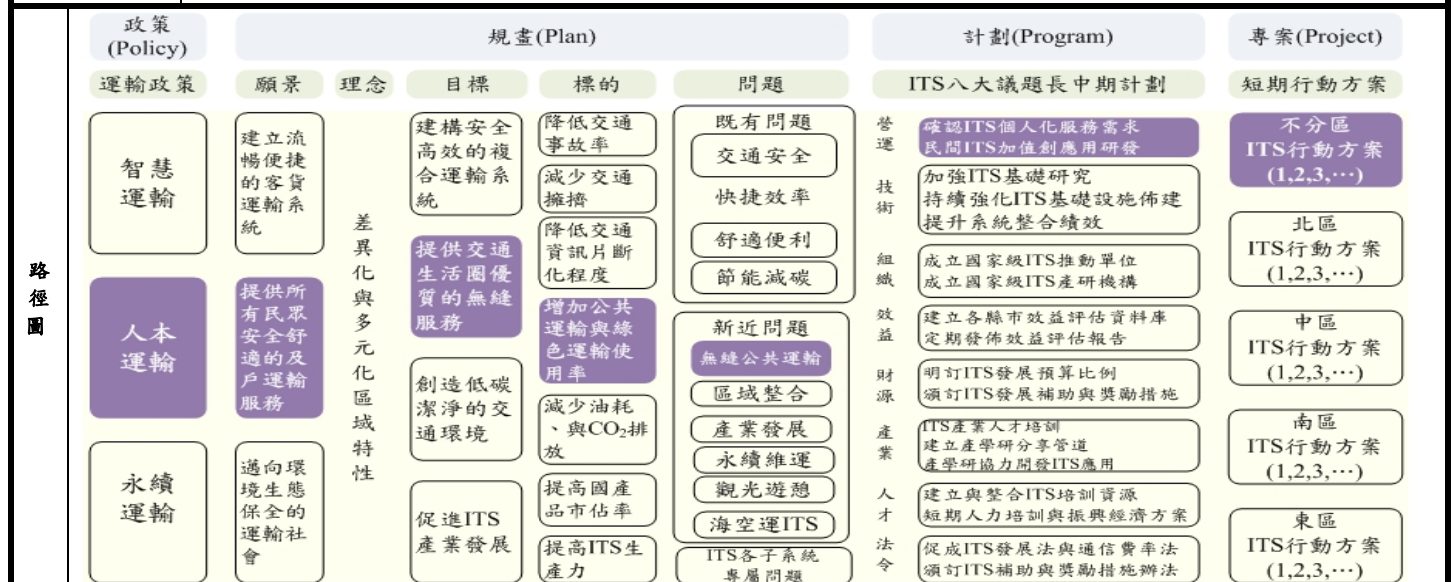 路
徑
圖
政策
(Policy)
規畫(Plan)
計劃(Program)
專案(Project)
運輸政策
願景
理念
目標
標的
問題
ITS八大議題長中期計劃
短期行動方案
智慧
運輸
人本
運輸
永續
運輸
建立流
暢便捷
的客貨
運輸系
統
提供所
有民眾
安全舒
適的及
戶運輸
服務
邁向環
境生態
保全的
運輸社
會
差
異
化
與
多
元
化
區
域
特
性
建構安全
高效的複
合運輸系
統
提供交通
生活圈優
質的無縫
服務
創造低碳
潔淨的交
通環境
促進ITS
產業發展
降低交通
事故率
減少交通
擁擠
降低交通
資訊片斷
化程度
增加公共
運輸與綠
色運輸使
用率
減少油耗
、與CO₂排
放
提高國產
品市佔率
提高ITS生
產力
既有問題
交通安全
快捷效率
舒適便利
節能減碳
新近問題
無縫公共運輸
區域整合
產業發展
永續維運
觀光遊憩
海空運ITS
ITS各子系統
專屬問題
營
運
確認ITS個人化服務需求
民間ITS加值創應用研發
技
術
加強ITS基礎研究
持續強化ITS基礎設施佈建
提升系統整合績效
組
織
成立國家級ITS推動單位
成立國家級ITS產研機構
效
益
建立各縣市效益評估資料庫
定期發佈效益評估報告
財
源
明訂ITS發展預算比例
頒訂ITS發展補助與獎勵措施
產
業
ITS產業人才培訓
建立產學研分享管道
產學研協力開發ITS應用
人
才
建立與整合ITS培訓資源
短期人力培訓與振興經濟方案
法
令
促成ITS發展法與通信費率法
頒訂ITS補助與獎勵措施辦法
不分區
ITS行動方案
(1,2,3,⋯)
北區
ITS行動方案
(1,2,3,⋯)
中區
ITS行動方案
(1,2,3,⋯)
南區
ITS行動方案
(1,2,3,⋯)
東區
ITS行動方案
(1,2,3,⋯)